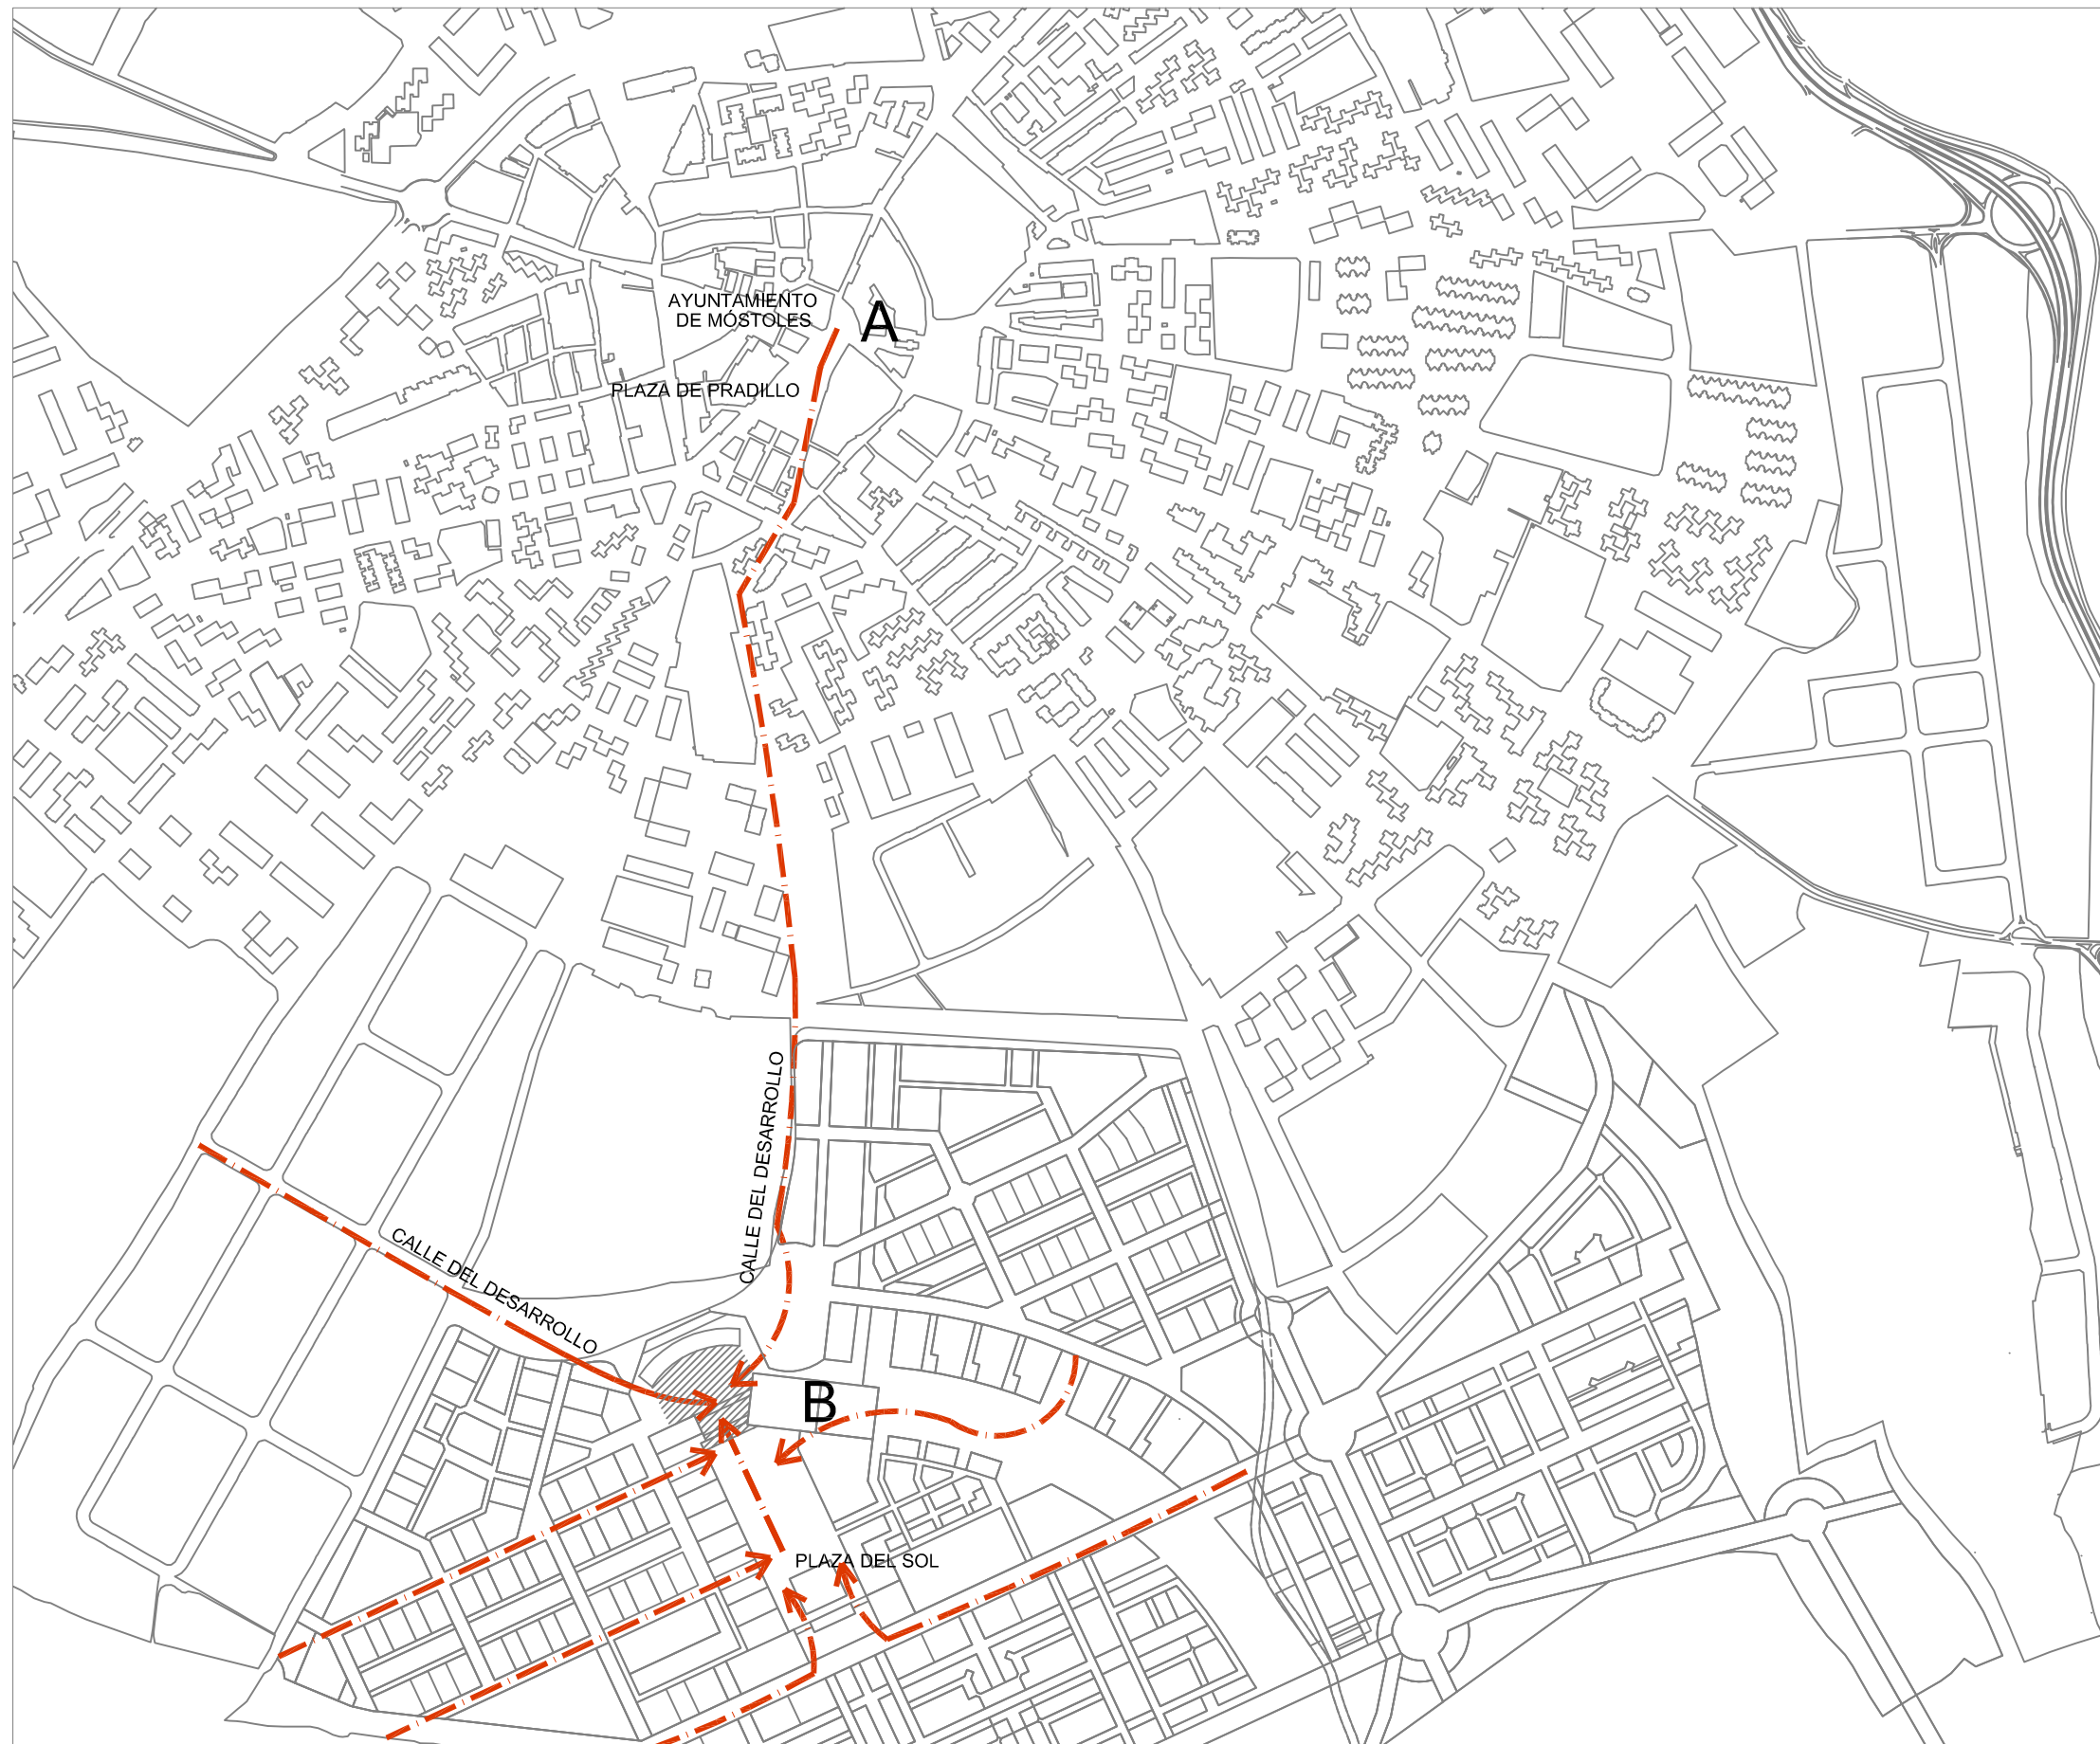 AYUNTAMIENTO
DE MÓSTOLES
A
PLAZA DE PRADILLO
CALLE DEL DESARROLLO
CALLE DEL DESARROLLO
B
PLAZA DEL SOL